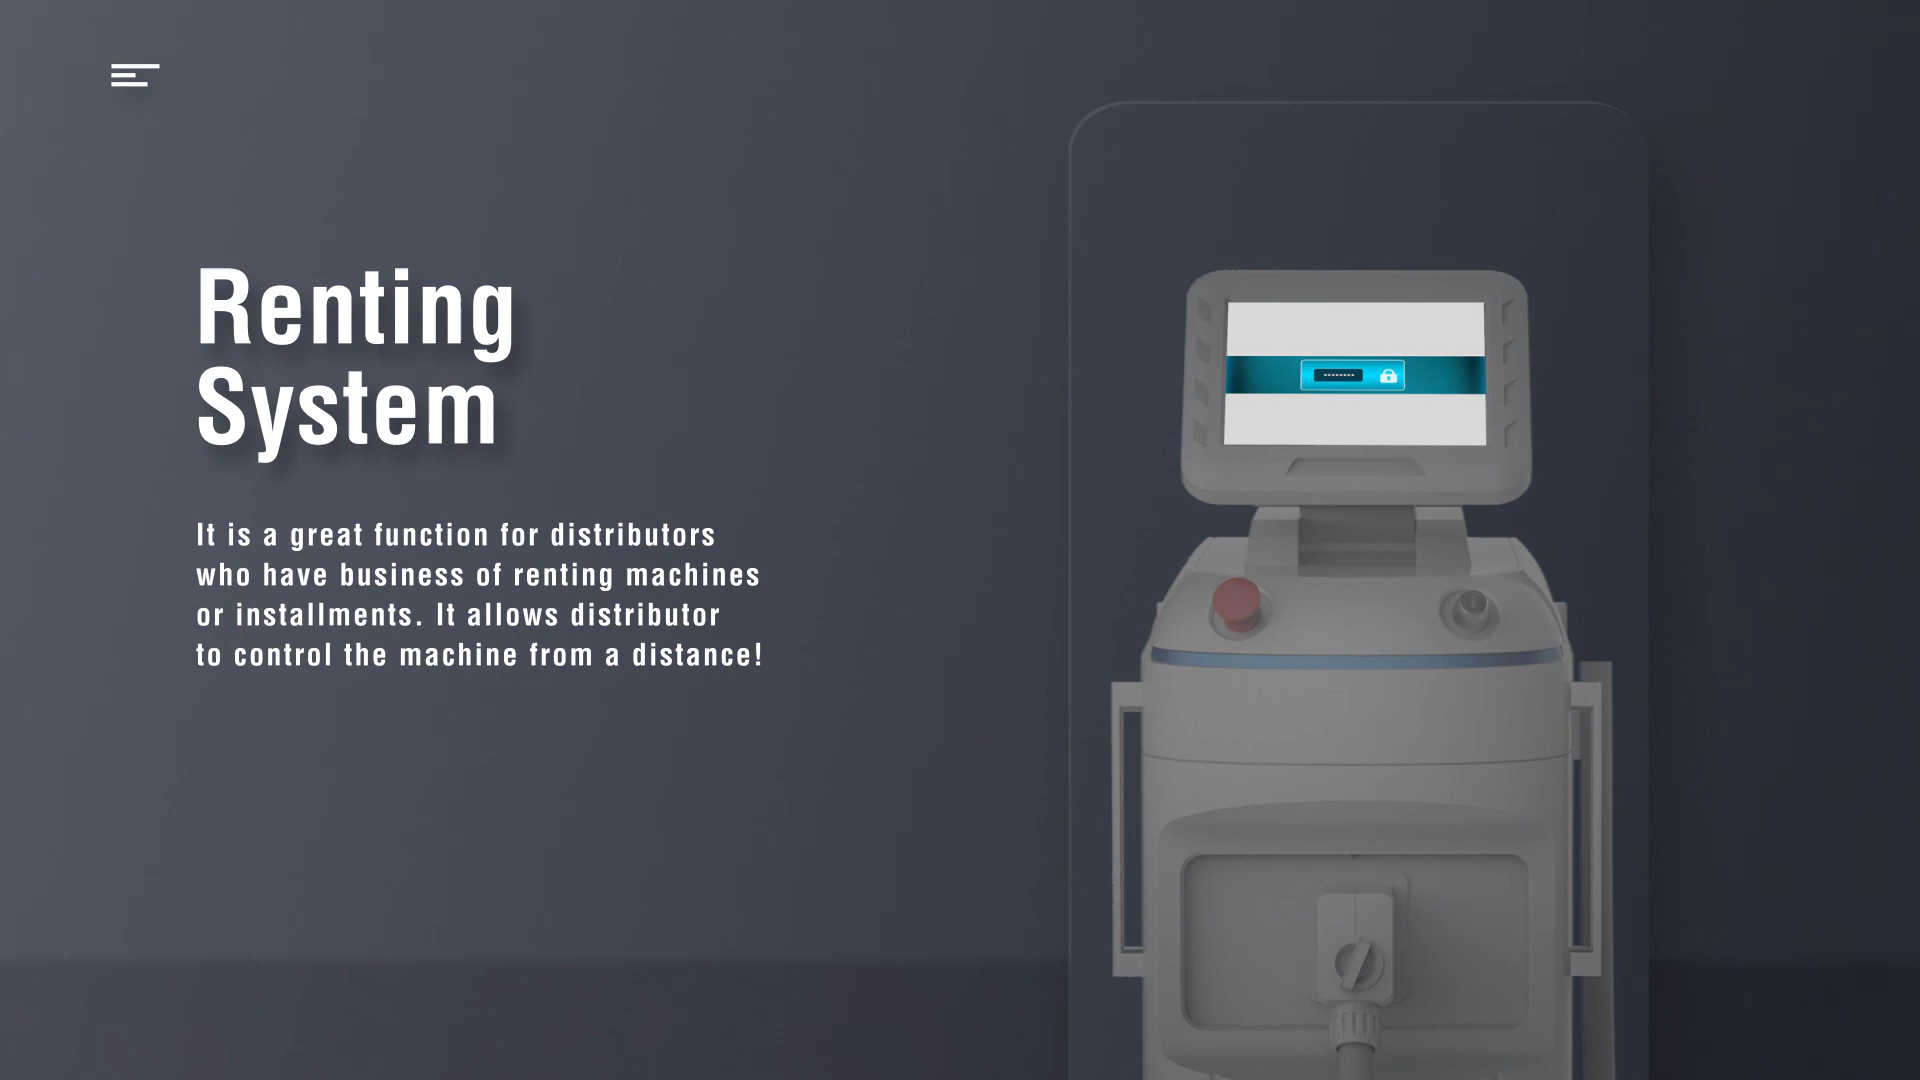 Renting
System
It is a great function for distributors
who have business of renting machines
or installments. It allows distributor
to control the machine from a distance!